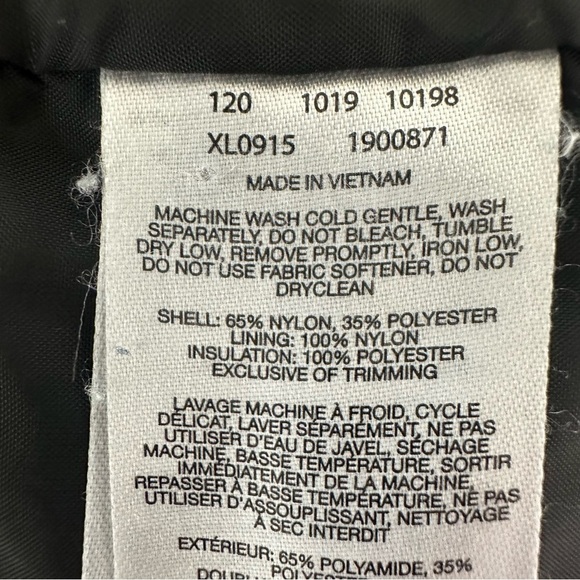 120 1019 10198
XL0915 1900871
MADE IN VIETNAM
MACHINE WASH COLD GENTLE, WASH
SEPARATELY, DO NOT BLEACH, TUMBLE
DRY LOW, REMOVE PROMPTLY, IRON LOW,
DO NOT USE FABRIC SOFTENER, DO NOT
DRYCLEAN
SHELL: 65% NYLON, 35% POLYESTER
LINING: 100% NYLON
INSULATION: 100% POLYESTER
EXCLUSIVE OF TRIMMING
LAVAGE MACHINE À FROID, CYCLE
DÉLICAT, LAVER SÉPARÉMENT, NE PAS
UTILISER D'EAU DE JAVEL, SÉCHAGE
MACHINE, BASSE TEMPÉRATURE, SORTIR
IMMÉDIATEMENT DE LA MACHINE,
REPASSER À BASSE TEMPÉRATURE, NE PAS
UTILISER D'ASSOUPLISSANT, NETTOYAGE
À SEC INTERDIT
EXTÉRIEUR: 65% POLYAMIDE, 35%
POLYESTER